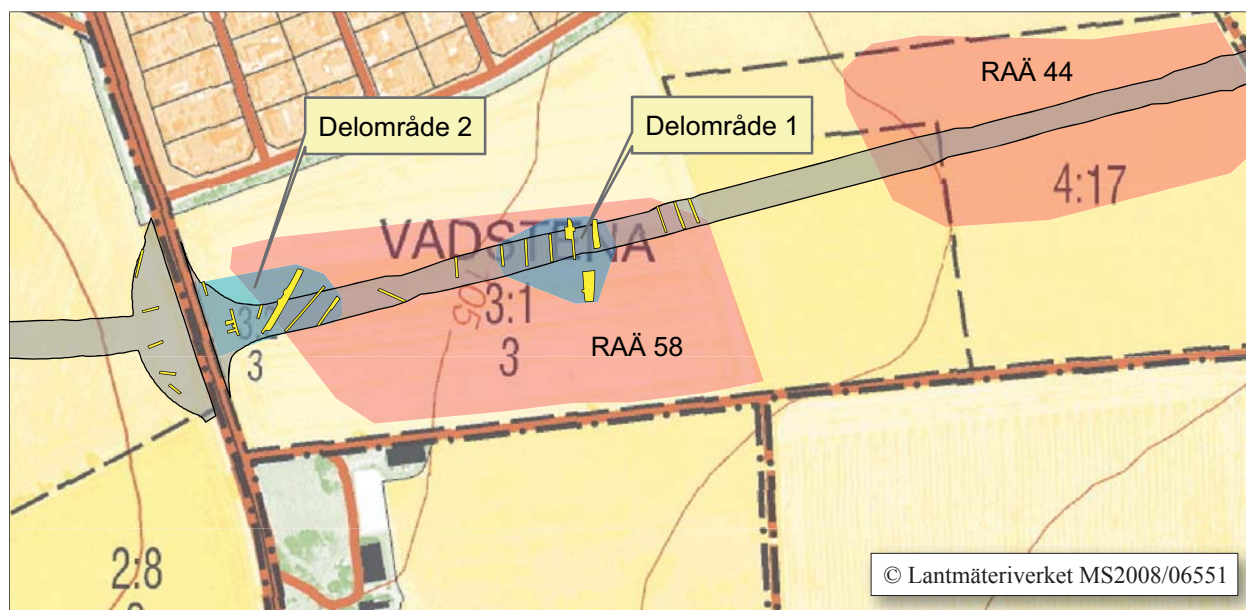 RAÄ 44
Delområde 2
Delområde 1
4:17
VADSTENA
3:1
3
705
RAÄ 58
3
2:8
© Lantmäteriverket MS2008/06551